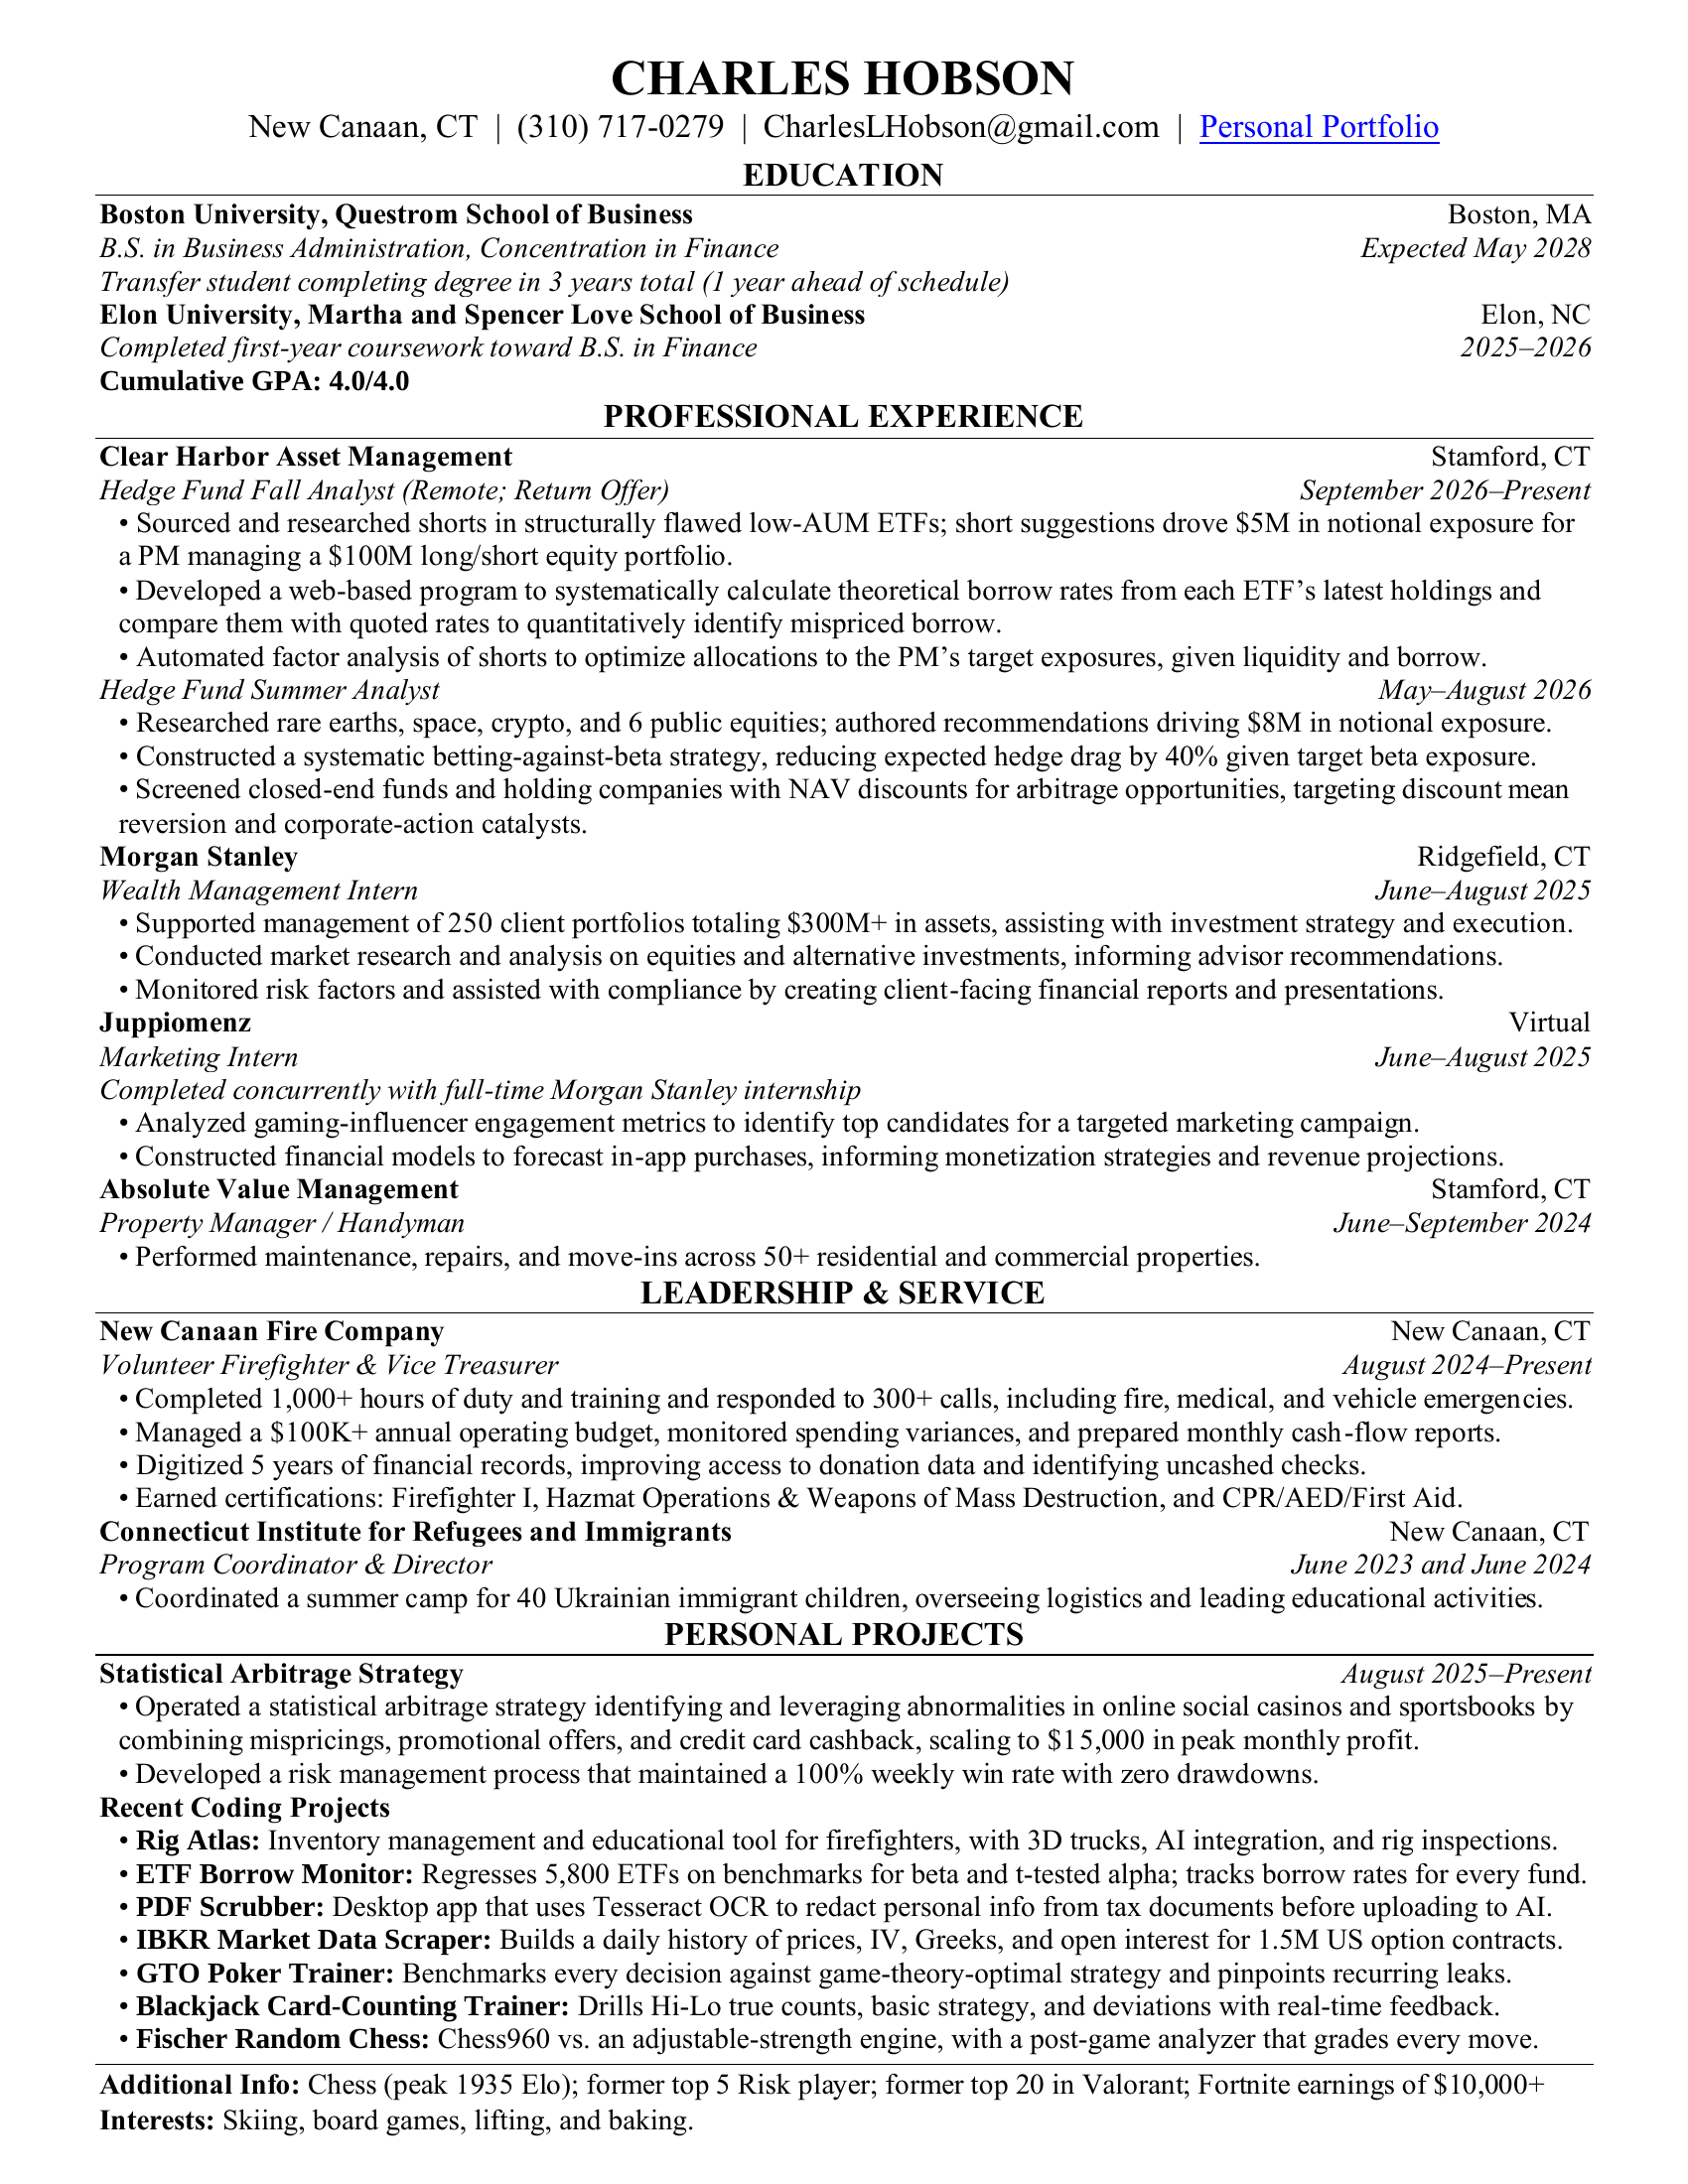 CHARLES HOBSON
New Canaan, CT | (310) 717-0279 | CharlesLHobson@gmail.com | Personal Portfolio
EDUCATION
Boston University, Questrom School of Business Boston, MA
B.S. in Business Administration, Concentration in Finance Expected May 2028
Transfer student completing degree in 3 years total (1 year ahead of schedule)
Elon University, Martha and Spencer Love School of Business Elon, NC
Completed first-year coursework toward B.S. in Finance 2025–2026
Cumulative GPA: 4.0/4.0
PROFESSIONAL EXPERIENCE
Clear Harbor Asset Management Stamford, CT
Hedge Fund Fall Analyst (Remote; Return Offer) September 2026–Present
• Sourced and researched shorts in structurally flawed low-AUM ETFs; short suggestions drove $5M in notional exposure for
a PM managing a $100M long/short equity portfolio.
• Developed a web-based program to systematically calculate theoretical borrow rates from each ETF’s latest holdings and
compare them with quoted rates to quantitatively identify mispriced borrow.
• Automated factor analysis of shorts to optimize allocations to the PM’s target exposures, given liquidity and borrow.
Hedge Fund Summer Analyst May–August 2026
• Researched rare earths, space, crypto, and 6 public equities; authored recommendations driving $8M in notional exposure.
• Constructed a systematic betting-against-beta strategy, reducing expected hedge drag by 40% given target beta exposure.
• Screened closed-end funds and holding companies with NAV discounts for arbitrage opportunities, targeting discount mean
reversion and corporate-action catalysts.
Morgan Stanley Ridgefield, CT
Wealth Management Intern June–August 2025
• Supported management of 250 client portfolios totaling $300M+ in assets, assisting with investment strategy and execution.
• Conducted market research and analysis on equities and alternative investments, informing advisor recommendations.
• Monitored risk factors and assisted with compliance by creating client-facing financial reports and presentations.
Juppiomenz Virtual
Marketing Intern June–August 2025
Completed concurrently with full-time Morgan Stanley internship
• Analyzed gaming-influencer engagement metrics to identify top candidates for a targeted marketing campaign.
• Constructed financial models to forecast in-app purchases, informing monetization strategies and revenue projections.
Absolute Value Management Stamford, CT
Property Manager / Handyman June–September 2024
• Performed maintenance, repairs, and move-ins across 50+ residential and commercial properties.
LEADERSHIP & SERVICE
New Canaan Fire Company New Canaan, CT
Volunteer Firefighter & Vice Treasurer August 2024–Present
• Completed 1,000+ hours of duty and training and responded to 300+ calls, including fire, medical, and vehicle emergencies.
• Managed a $100K+ annual operating budget, monitored spending variances, and prepared monthly cash-flow reports.
• Digitized 5 years of financial records, improving access to donation data and identifying uncashed checks.
• Earned certifications: Firefighter I, Hazmat Operations & Weapons of Mass Destruction, and CPR/AED/First Aid.
Connecticut Institute for Refugees and Immigrants New Canaan, CT
Program Coordinator & Director June 2023 and June 2024
• Coordinated a summer camp for 40 Ukrainian immigrant children, overseeing logistics and leading educational activities.
PERSONAL PROJECTS
Statistical Arbitrage Strategy August 2025–Present
• Operated a statistical arbitrage strategy identifying and leveraging abnormalities in online social casinos and sportsbooks by
combining mispricings, promotional offers, and credit card cashback, scaling to $15,000 in peak monthly profit.
• Developed a risk management process that maintained a 100% weekly win rate with zero drawdowns.
Recent Coding Projects
• Rig Atlas: Inventory management and educational tool for firefighters, with 3D trucks, AI integration, and rig inspections.
• ETF Borrow Monitor: Regresses 5,800 ETFs on benchmarks for beta and t-tested alpha; tracks borrow rates for every fund.
• PDF Scrubber: Desktop app that uses Tesseract OCR to redact personal info from tax documents before uploading to AI.
• IBKR Market Data Scraper: Builds a daily history of prices, IV, Greeks, and open interest for 1.5M US option contracts.
• GTO Poker Trainer: Benchmarks every decision against game-theory-optimal strategy and pinpoints recurring leaks.
• Blackjack Card-Counting Trainer: Drills Hi-Lo true counts, basic strategy, and deviations with real-time feedback.
• Fischer Random Chess: Chess960 vs. an adjustable-strength engine, with a post-game analyzer that grades every move.
Additional Info: Chess (peak 1935 Elo); former top 5 Risk player; former top 20 in Valorant; Fortnite earnings of $10,000+
Interests: Skiing, board games, lifting, and baking.